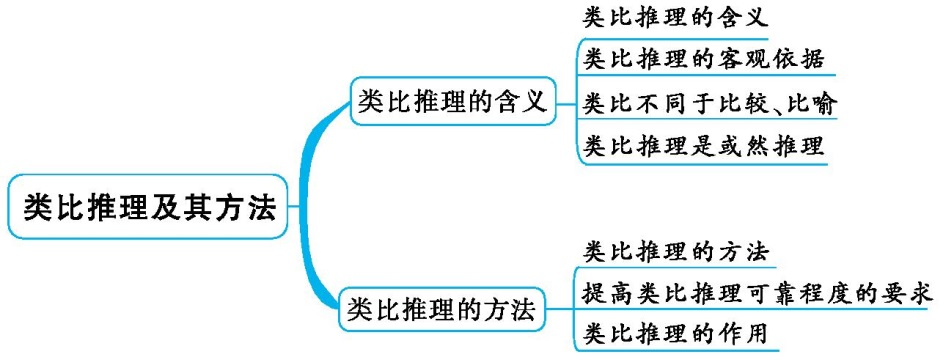 类比推理及其方法
类比推理的含义
类比推理的含义
类比推理的客观依据
类比不同于比较、比喻
类比推理是或然推理
类比推理的方法
类比推理的方法
提高类比推理可靠程度的要求
类比推理的作用